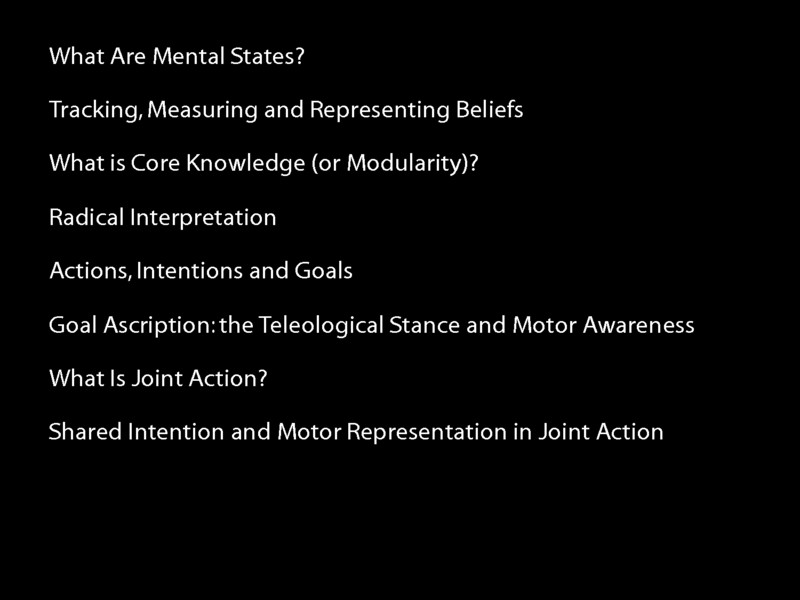 What Are Mental States?
Tracking, Measuring and Representing Beliefs
What is Core Knowledge (or Modularity)?
Radical Interpretation
Actions, Intentions and Goals
Goal Ascription: the Teleological Stance and Motor Awareness
What Is Joint Action?
Shared Intention and Motor Representation in Joint Action